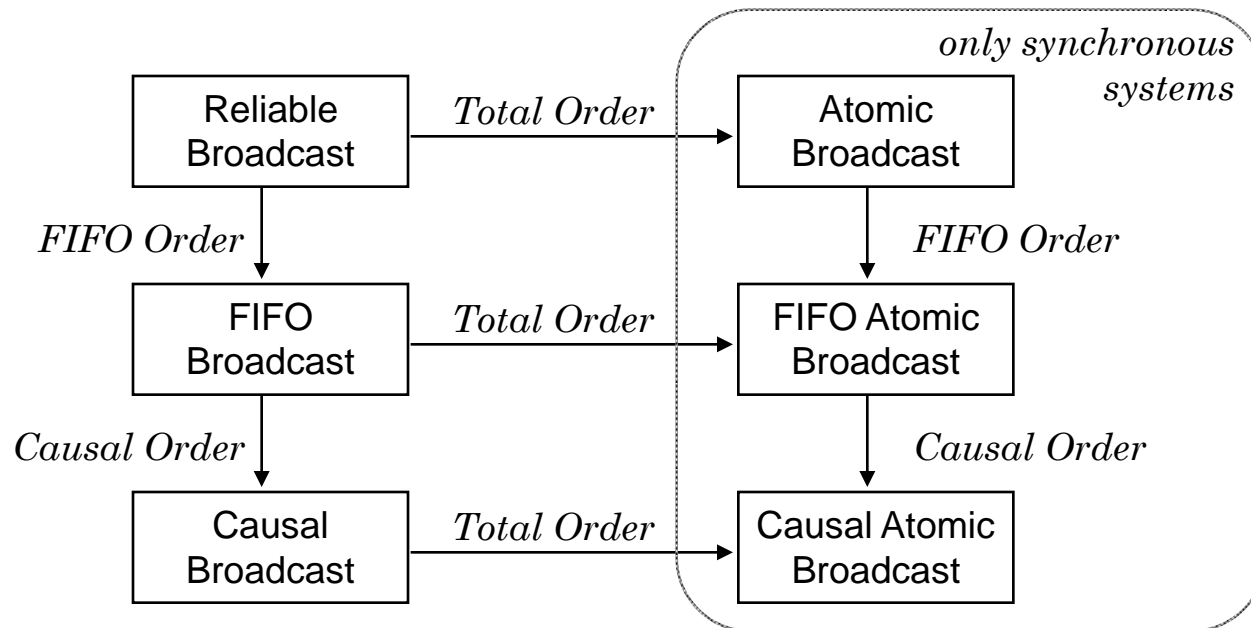 only synchronous
systems
Reliable
Broadcast
Total Order
Atomic
Broadcast
FIFO Order
FIFO Order
FIFO
Broadcast
Total Order
FIFO Atomic
Broadcast
Causal Order
Causal Order
Causal
Broadcast
Total Order
Causal Atomic
Broadcast